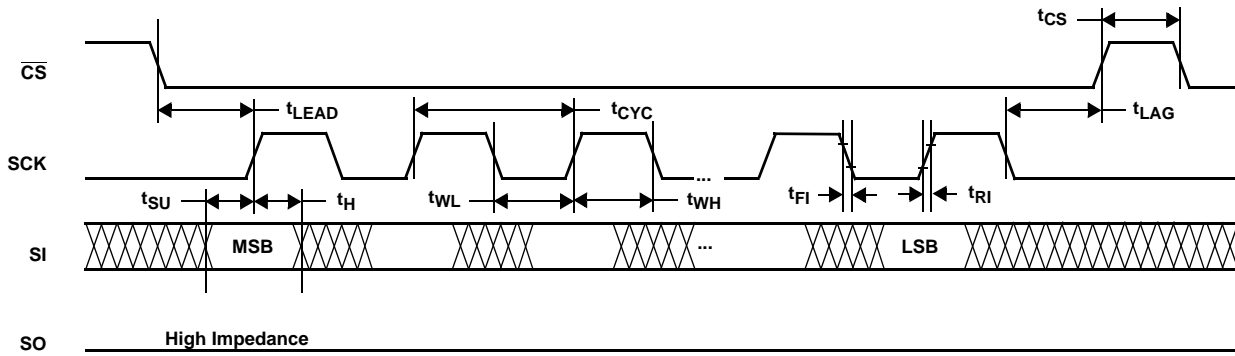 tCS
CS
tLEAD
tCYC
tLAG
SCK
...
tSU
tH
tWL
tWH
tFI
tRI
SI
MSB
...
LSB
High Impedance
SO